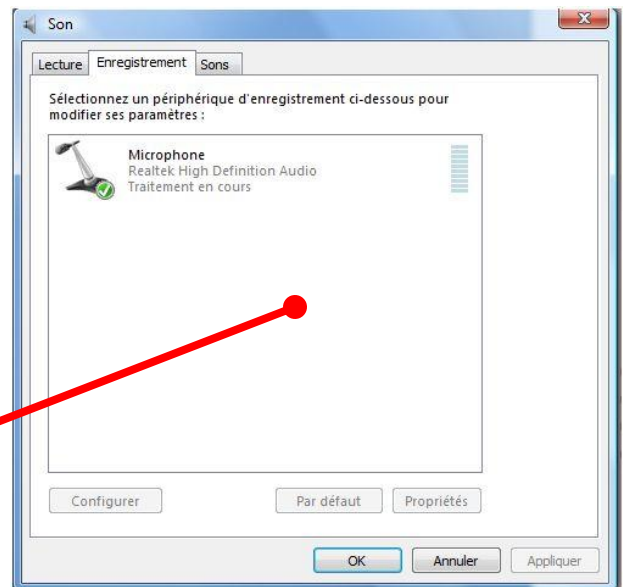 Son
Lecture Enregistrement Sons
Sélectionnez un périphérique d'enregistrement ci-dessous pour
modifier ses paramètres :
Microphone
Realtek High Definition Audio
Traitement en cours
Configurer Par défaut Propriétés
OK Annuler Appliquer